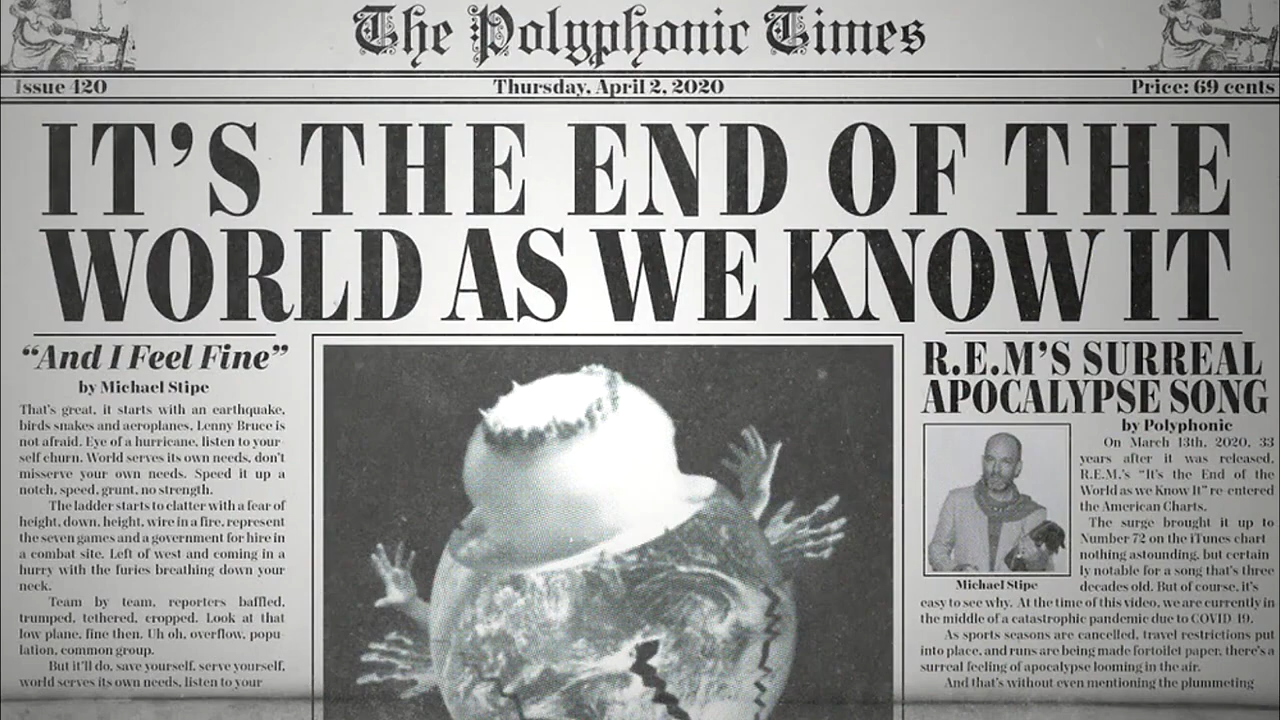 The Polyphonic Times
Issue 420
Thursday, April 2, 2020
Price: 69 cents
IT'S THE END OF THE
WORLD AS WE KNOW IT
“And I Feel Fine”
by Michael Stipe
That's great, it starts with an earthquake,
birds snakes and aeroplanes, Lenny Bruce is
not afraid. Eye of a hurricane, listen to your
self churn. World serves its own needs, don't
misserve your own needs. Speed it up a
notch, speed, grunt, no strength.
The ladder starts to clatter with a fear of
height, down, height, wire in a fire, represent
the seven games and a government for hire in
a combat site. Left of west and coming in a
hurry with the furies breathing down your
neck.
Team by team, reporters baffled,
trumped, tethered, cropped. Look at that
low plane, fine then. Uh oh, overflow, popu
lation, common group.
But it'll do, save yourself, serve yourself,
world serves its own needs, listen to your
R.E.M'S SURREAL
APOCALYPSE SONG
by Polyphonic
On March 13th, 2020, 33
years after it was released,
R.E.M.'s “It's the End of the
World as we Know It” re-entered
the American Charts.
The surge brought it up to
Number 72 on the iTunes chart
nothing astounding, but certain
ly notable for a song that's three
decades old. But of course, it's
Michael Stipe
easy to see why. At the time of this video, we are currently in
the middle of a catastrophic pandemic due to COVID-19.
As sports seasons are cancelled, travel restrictions put
into place, and runs are being made fortoilet paper, there's a
surreal feeling of apocalypse looming in the air.
And that's without even mentioning the plummeting